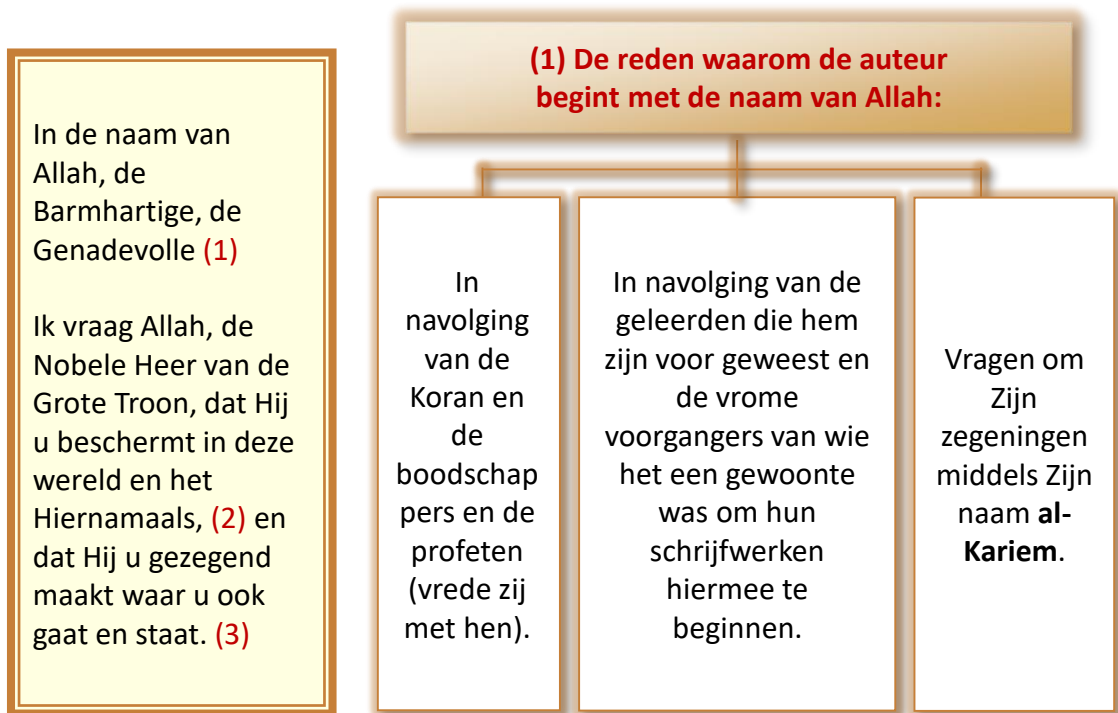 In de naam van
Allah, de
Barmhartige, de
Genadevolle (1)
Ik vraag Allah, de
Nobele Heer van de
Grote Troon, dat Hij
u beschermt in deze
wereld en het
Hiernamaals, (2) en
dat Hij u gezegend
maakt waar u ook
gaat en staat. (3)
(1) De reden waarom de auteur
begint met de naam van Allah:
In
navolging
van de
Koran en
de
boodschap
pers en de
profeten
(vrede zij
met hen).
In navolging van de
geleerden die hem
zijn voor geweest en
de vrome
voorgangers van wie
het een gewoonte
was om hun
schrijfwerken
hiermee te
beginnen.
Vragen om
Zijn
zegeningen
middels Zijn
naam al-
Kariem.